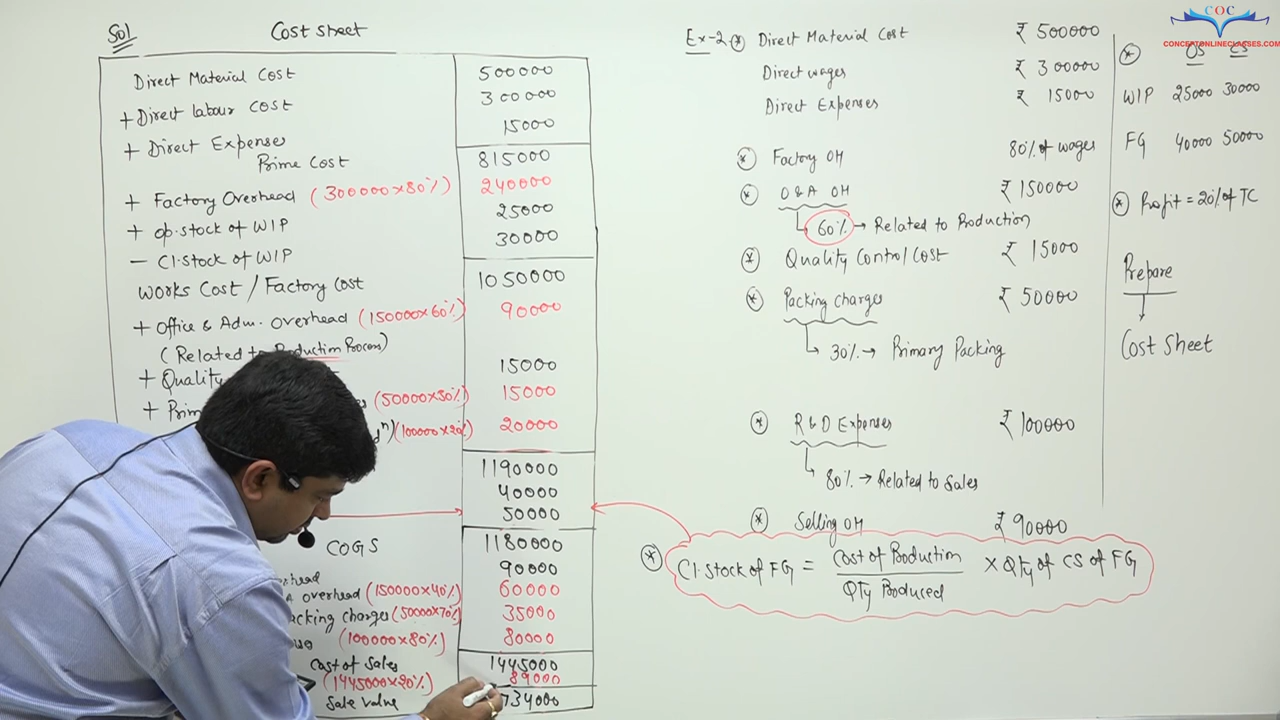 Sol
Cost sheet
Direct Material Cost 500000
+ Direct labour cost 300000
+ Direct Expenses 15000
Prime Cost 815000
+ Factory Overhead (300000×80%) 240000
+ op.stock of WIP 25000
- Cl.stock of WIP 30000
Works Cost / Factory cost 1050000
+ Office & Adm. overhead (150000×60%) 90000
(Related to Production Process)
+ 15000
+ (50000×30%) 15000
(100000×20%) 20000
1190000
40000
50000
COGS 1180000
90000
overhead (150000×40%) 60000
Packing charges (50000×70%) 35000
(100000×80%) 80000
Cost of Sales 1445000
(1445000×20%) 89000
Sale value 734000
Ex-2 * Direct Material Cost ₹ 500000
Direct wages ₹ 300000
Direct Expenses ₹ 15000
* Factory OH 80% of wages
* O & A OH ₹ 150000
60% → Related to Production
* Quality Control Cost ₹ 15000
* Packing charges ₹ 50000
30% → Primary Packing
* R & D Expenses ₹ 100000
80% → Related to Sales
* Selling OH ₹ 90000
* Cl.stock of FG = Cost of Production / QTy Produced × QTy of CS of FG
COC
CONCEPTONLINECLASSES.COM
* OS CS
WIP 25000 30000
FG 40000 50000
* Profit = 20% of TC
Prepare
Cost Sheet